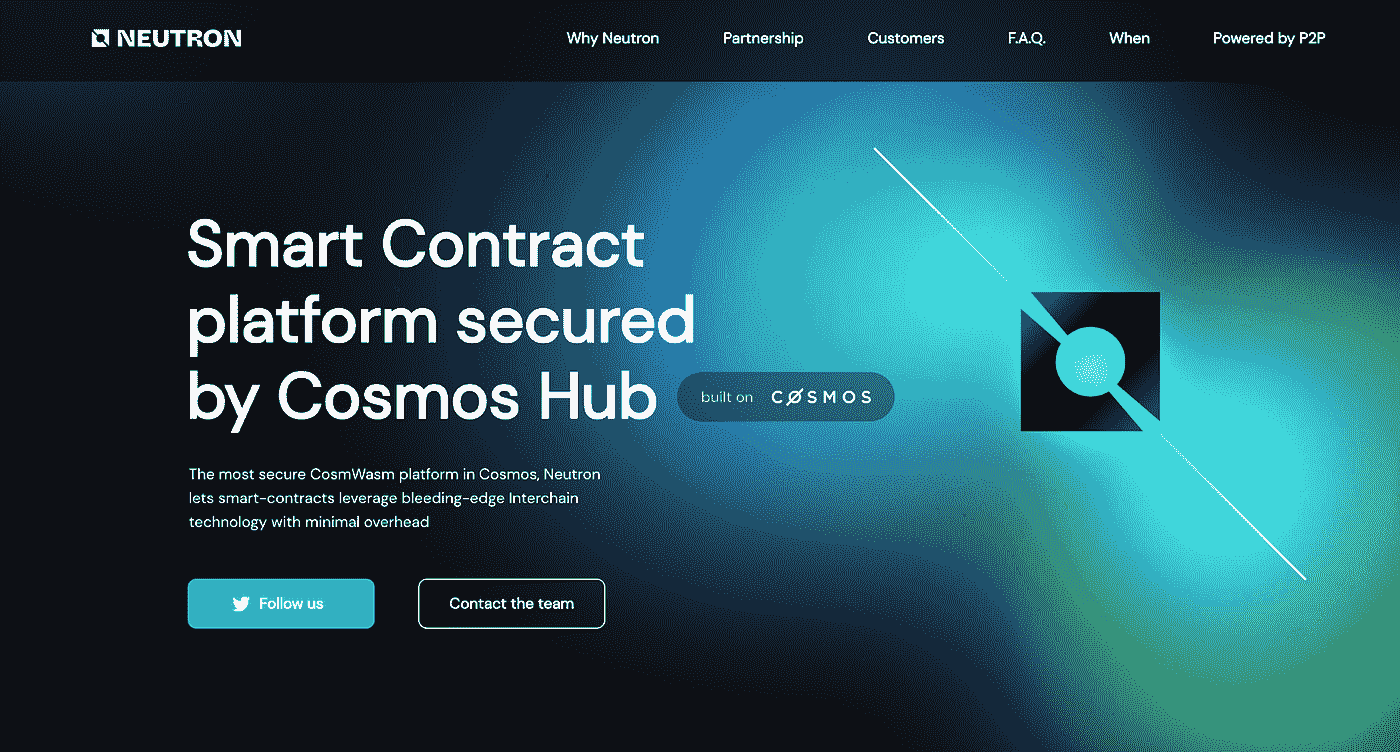 NEUTRON
Why Neutron
Partnership
Customers
F.A.Q.
When
Powered by P2P
Smart Contract
platform secured
by Cosmos Hub
built on COSMOS
The most secure CosmWasm platform in Cosmos, Neutron
lets smart-contracts leverage bleeding-edge Interchain
technology with minimal overhead
Follow us
Contact the team